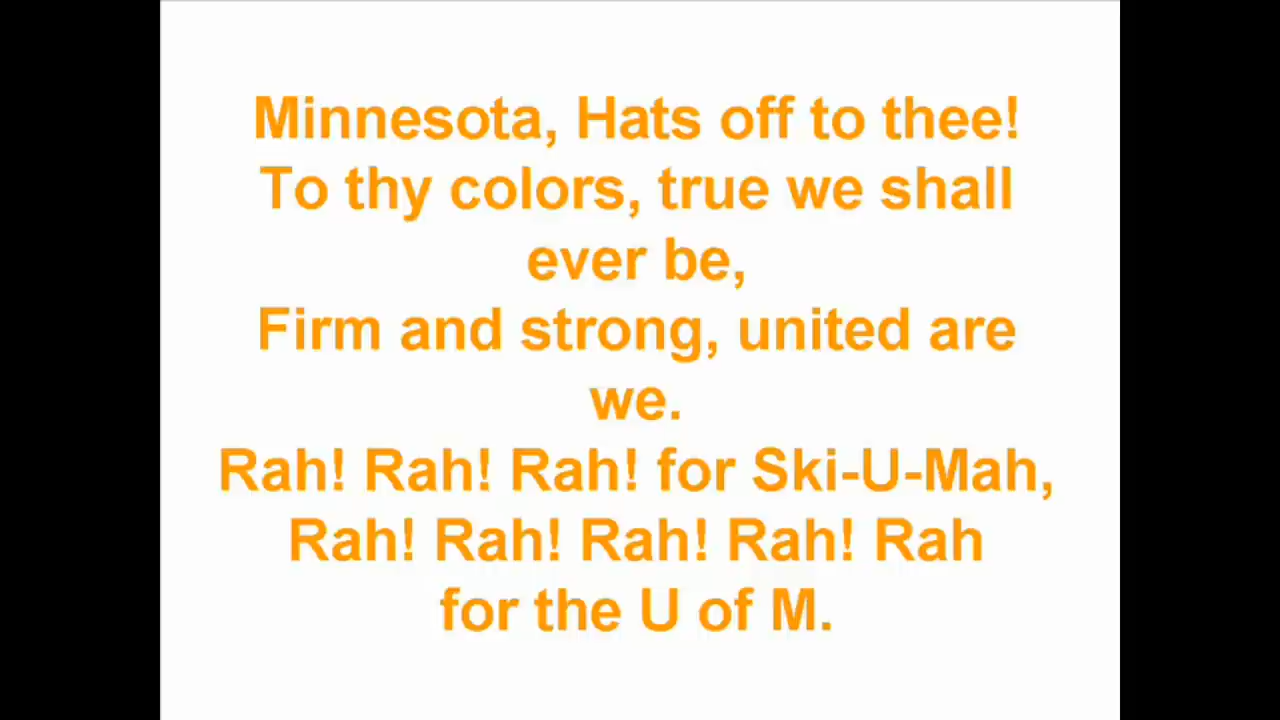 Minnesota, Hats off to thee!
To thy colors, true we shall
ever be,
Firm and strong, united are
we.
Rah! Rah! Rah! for Ski-U-Mah,
Rah! Rah! Rah! Rah! Rah
for the U of M.